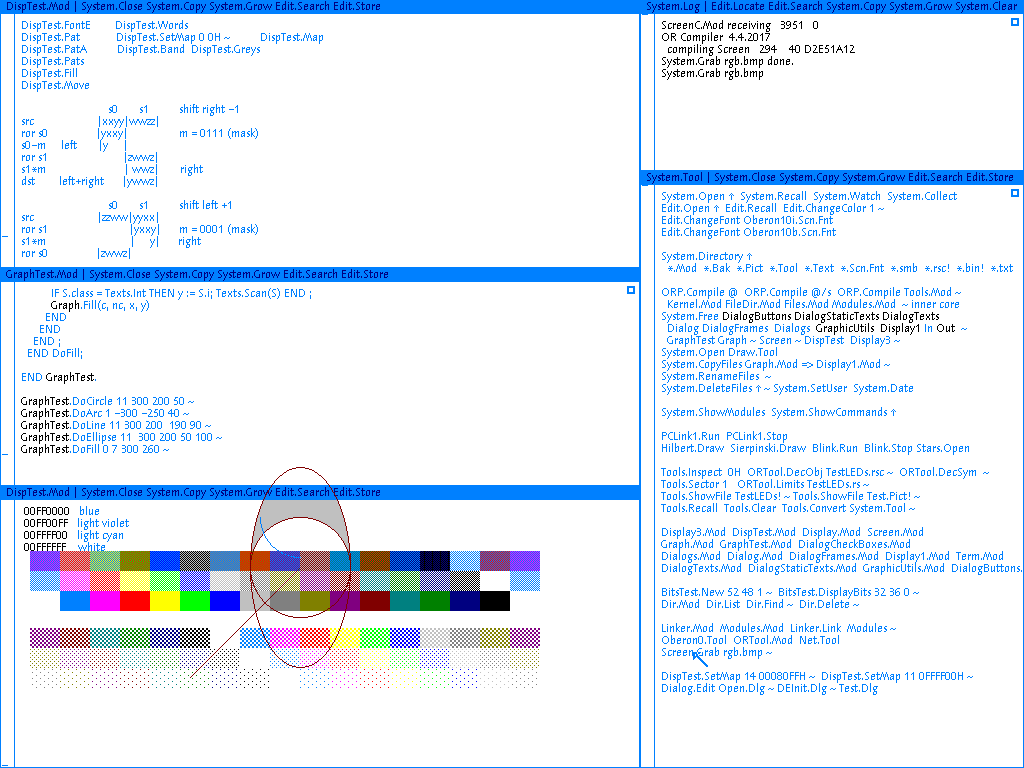 DispTest.Mod | System.Close System.Copy System.Grow Edit.Search Edit.Store
DispTest.FontE DispTest.Words
DispTest.Pat DispTest.SetMap 0 0H ~ DispTest.Map
DispTest.PatA DispTest.Band DispTest.Greys
DispTest.Pats
DispTest.Fill
DispTest.Move
s0 s1 shift right −1
src |xxyy|wwzz|
ror s0 |yxxy| m = 0111 (mask)
s0−m left |y |
ror s1 |zwwz|
s1*m | wwz| right
dst left+right |ywwz|
s0 s1 shift left +1
src |zzww|yyxx|
ror s1 |yxxy| m = 0001 (mask)
s1*m | y| right
ror s0 |zwwz|
GraphTest.Mod | System.Close System.Copy System.Grow Edit.Search Edit.Store
IF S.class = Texts.Int THEN y := S.i; Texts.Scan(S) END ;
Graph.Fill(c, nc, x, y)
END
END
END ;
END DoFill;
END GraphTest.
GraphTest.DoCircle 11 300 200 50 ~
GraphTest.DoArc 1 −300 −250 40 ~
GraphTest.DoLine 11 300 200 190 90 ~
GraphTest.DoEllipse 11 300 200 50 100 ~
GraphTest.DoFill 0 7 300 260 ~
DispTest.Mod | System.Close System.Copy System.Grow Edit.Search Edit.Store
00FF0000 blue
00FF00FF light violet
00FFFF00 light cyan
00FFFFFF white
System.Log | Edit.Locate Edit.Search System.Copy System.Grow System.Clear
ScreenC.Mod receiving 3951 0
OR Compiler 4.4.2017
compiling Screen 294 40 D2E51A12
System.Grab rgb.bmp done.
System.Grab rgb.bmp
System.Tool | System.Close System.Copy System.Grow Edit.Search Edit.Store
System.Open ↑ System.Recall System.Watch System.Collect
Edit.Open ↑ Edit.Recall Edit.ChangeColor 1 ~
Edit.ChangeFont Oberon10i.Scn.Fnt
Edit.ChangeFont Oberon10b.Scn.Fnt
System.Directory ↑
*.Mod *.Bak *.Pict *.Tool *.Text *.Scn.Fnt *.smb *.rsc! *.bin! *.txt
ORP.Compile @ ORP.Compile @/s ORP.Compile Tools.Mod ~
Kernel.Mod FileDir.Mod Files.Mod Modules.Mod ~ inner core
System.Free DialogButtons DialogStaticTexts DialogTexts
Dialog DialogFrames Dialogs GraphicUtils Display1 In Out ~
GraphTest Graph ~ Screen ~ DispTest Display3 ~
System.Open Draw.Tool
System.CopyFiles Graph.Mod => Display1.Mod ~
System.RenameFiles ~
System.DeleteFiles ↑ ~ System.SetUser System.Date
System.ShowModules System.ShowCommands ↑
PCLink1.Run PCLink1.Stop
Hilbert.Draw Sierpinski.Draw Blink.Run Blink.Stop Stars.Open
Tools.Inspect 0H ORTool.DecObj TestLEDs.rsc ~ ORTool.DecSym ~
Tools.Sector 1 ORTool.Limits TestLEDs.rs ~
Tools.ShowFile TestLEDs! ~ Tools.ShowFile Test.Pict! ~
Tools.Recall Tools.Clear Tools.Convert System.Tool ~
Display3.Mod DispTest.Mod Display.Mod Screen.Mod
Graph.Mod GraphTest.Mod DialogCheckBoxes.Mod
Dialogs.Mod Dialog.Mod DialogFrames.Mod Display1.Mod Term.Mod
DialogTexts.Mod DialogStaticTexts.Mod GraphicUtils.Mod DialogButtons.
BitsTest.New 52 48 1 ~ BitsTest.DisplayBits 32 36 0 ~
Dir.Mod Dir.List Dir.Find ~ Dir.Delete ~
Linker.Mod Modules.Mod Linker.Link Modules ~
Oberon0.Tool ORTool.Mod Net.Tool
Screen.Grab rgb.bmp ~
DispTest.SetMap 14 00080FFH ~ DispTest.SetMap 11 0FFFF00H ~
Dialog.Edit Open.Dlg ~ DEInit.Dlg ~ Test.Dlg